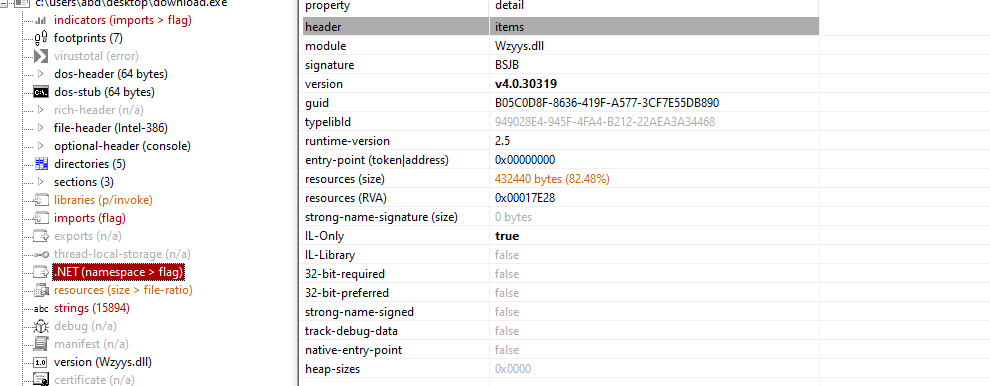 c:\users\abd\desktop\download.exe
indicators (imports > flag)
footprints (7)
virustotal (error)
dos-header (64 bytes)
dos-stub (64 bytes)
rich-header (n/a)
file-header (Intel-386)
optional-header (console)
directories (5)
sections (3)
libraries (p/invoke)
imports (flag)
exports (n/a)
thread-local-storage (n/a)
.NET (namespace > flag)
resources (size > file-ratio)
abc strings (15894)
debug (n/a)
manifest (n/a)
1.0 version (Wzyys.dll)
certificate (n/a)
property detail
header items
module Wzyys.dll
signature BSJB
version v4.0.30319
guid B05C0D8F-8636-419F-A577-3CF7E55DB890
typelibId 949028E4-945F-4FA4-B212-22AEA3A34468
runtime-version 2.5
entry-point (token|address) 0x00000000
resources (size) 432440 bytes (82.48%)
resources (RVA) 0x00017E28
strong-name-signature (size) 0 bytes
IL-Only true
IL-Library false
32-bit-required false
32-bit-preferred false
strong-name-signed false
track-debug-data false
native-entry-point false
heap-sizes 0x0000